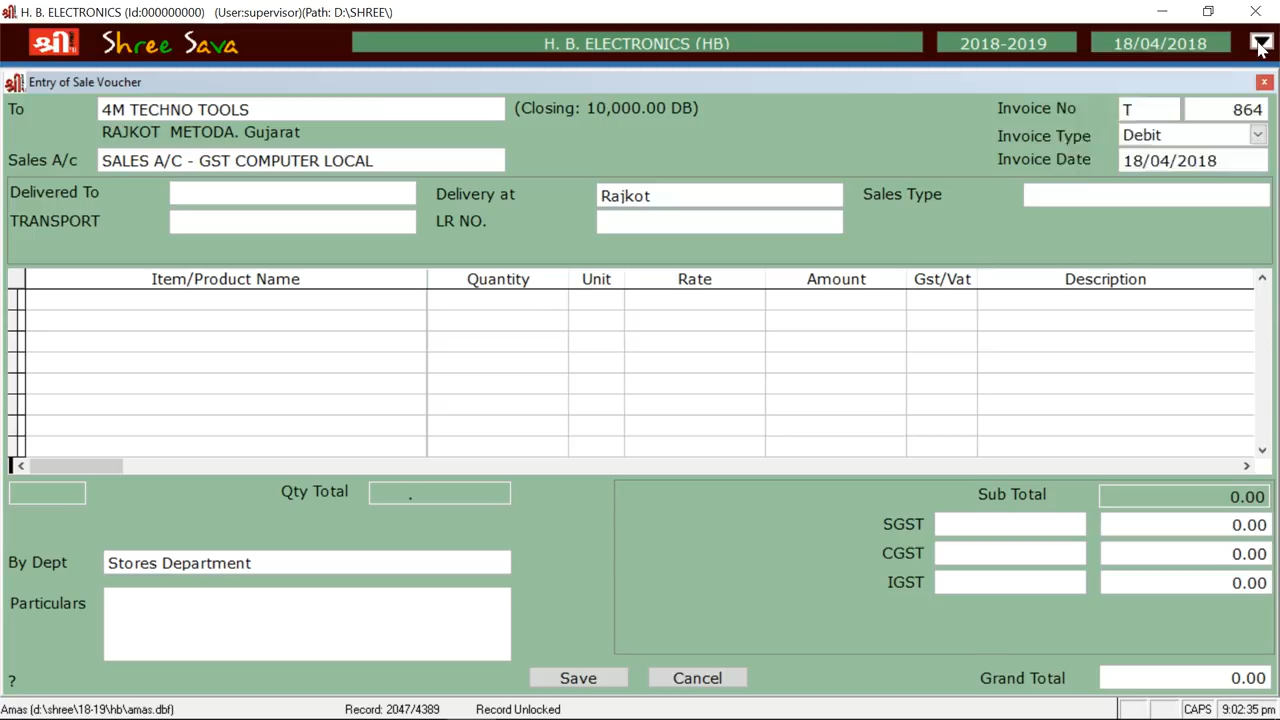 श्री H. B. ELECTRONICS (Id:000000000) (User:supervisor)(Path: D:\SHREE\)
श्री Shree Sava H. B. ELECTRONICS (HB) 2018-2019 18/04/2018
श्री Entry of Sale Voucher
To 4M TECHNO TOOLS (Closing: 10,000.00 DB) Invoice No T 864
RAJKOT METODA. Gujarat Invoice Type Debit
Sales A/c SALES A/C - GST COMPUTER LOCAL Invoice Date 18/04/2018
Delivered To Delivery at Rajkot Sales Type
TRANSPORT LR NO.
Item/Product Name Quantity Unit Rate Amount Gst/Vat Description
Qty Total . Sub Total 0.00
SGST 0.00
CGST 0.00
By Dept Stores Department
IGST 0.00
Particulars
? Save Cancel Grand Total 0.00
Amas (d:\shree\18-19\hb\amas.dbf) Record: 2047/4389 Record Unlocked CAPS 9:02:35 pm